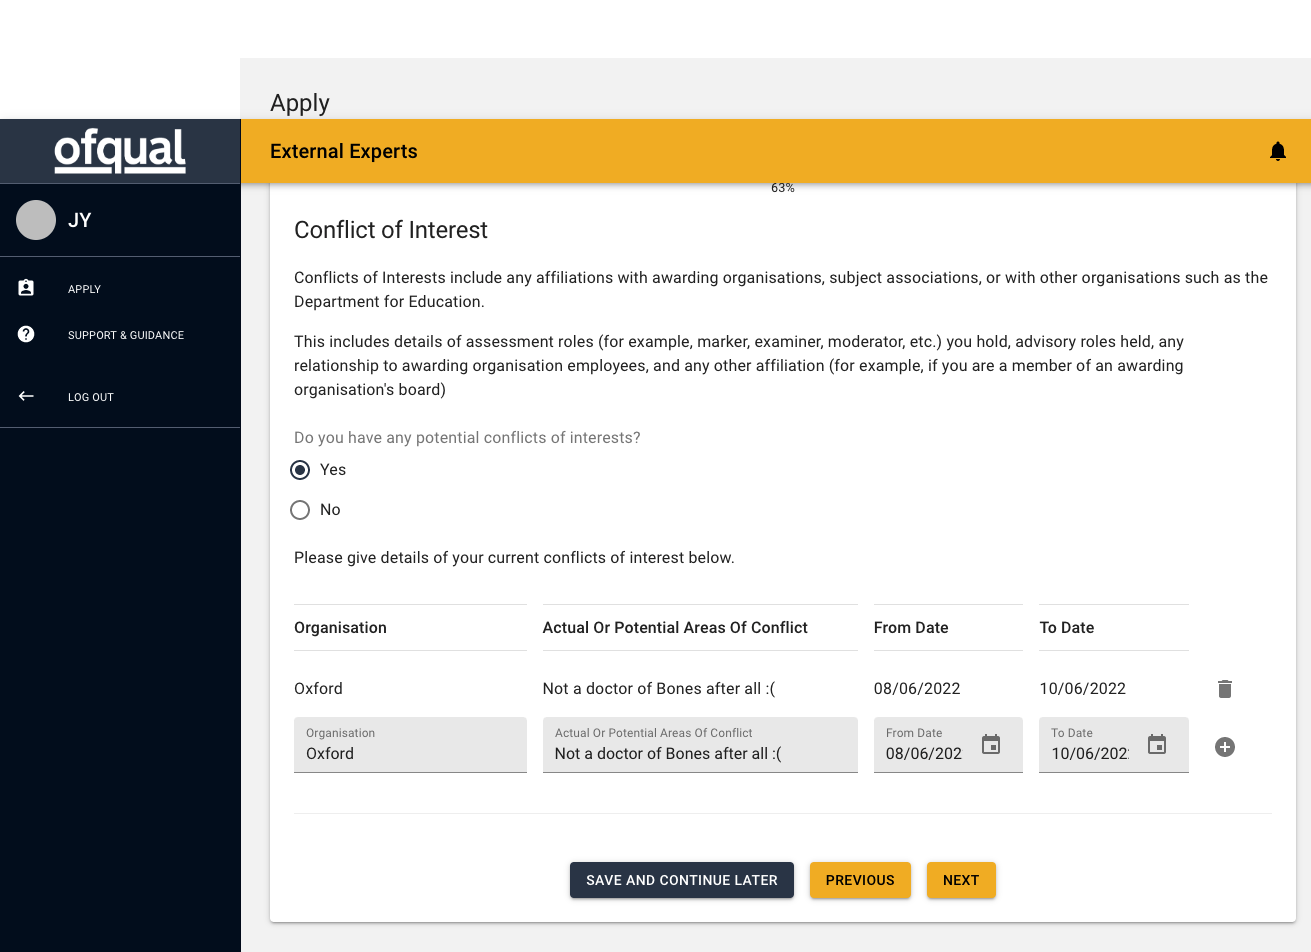 Apply
ofqual
External Experts
JY
APPLY
SUPPORT & GUIDANCE
LOG OUT
63%
Conflict of Interest
Conflicts of Interests include any affiliations with awarding organisations, subject associations, or with other organisations such as the
Department for Education.
This includes details of assessment roles (for example, marker, examiner, moderator, etc.) you hold, advisory roles held, any
relationship to awarding organisation employees, and any other affiliation (for example, if you are a member of an awarding
organisation's board)
Do you have any potential conflicts of interests?
Yes
No
Please give details of your current conflicts of interest below.
Organisation Actual Or Potential Areas Of Conflict From Date To Date
Oxford Not a doctor of Bones after all :( 08/06/2022 10/06/2022
Organisation Actual Or Potential Areas Of Conflict From Date To Date
Oxford Not a doctor of Bones after all :( 08/06/202 10/06/202
SAVE AND CONTINUE LATER PREVIOUS NEXT